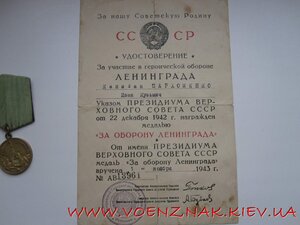 За нашу Советскую Родину
СССР
УДОСТОВЕРЕНИЕ
За участие в героической обороне
ЛЕНИНГРАДА
Указом ПРЕЗИДИУМА ВЕР-
ХОВНОГО СОВЕТА СССР
от 22 декабря 1942 г. награжден
медалью
«ЗА ОБОРОНУ ЛЕНИНГРАДА»
От имени ПРЕЗИДИУМА
ВЕРХОВНОГО СОВЕТА СССР
медаль «За оборону Ленинграда»
вручена 1943 г.
№ АВ
WWW.VOENZNAK.KIEV.UA